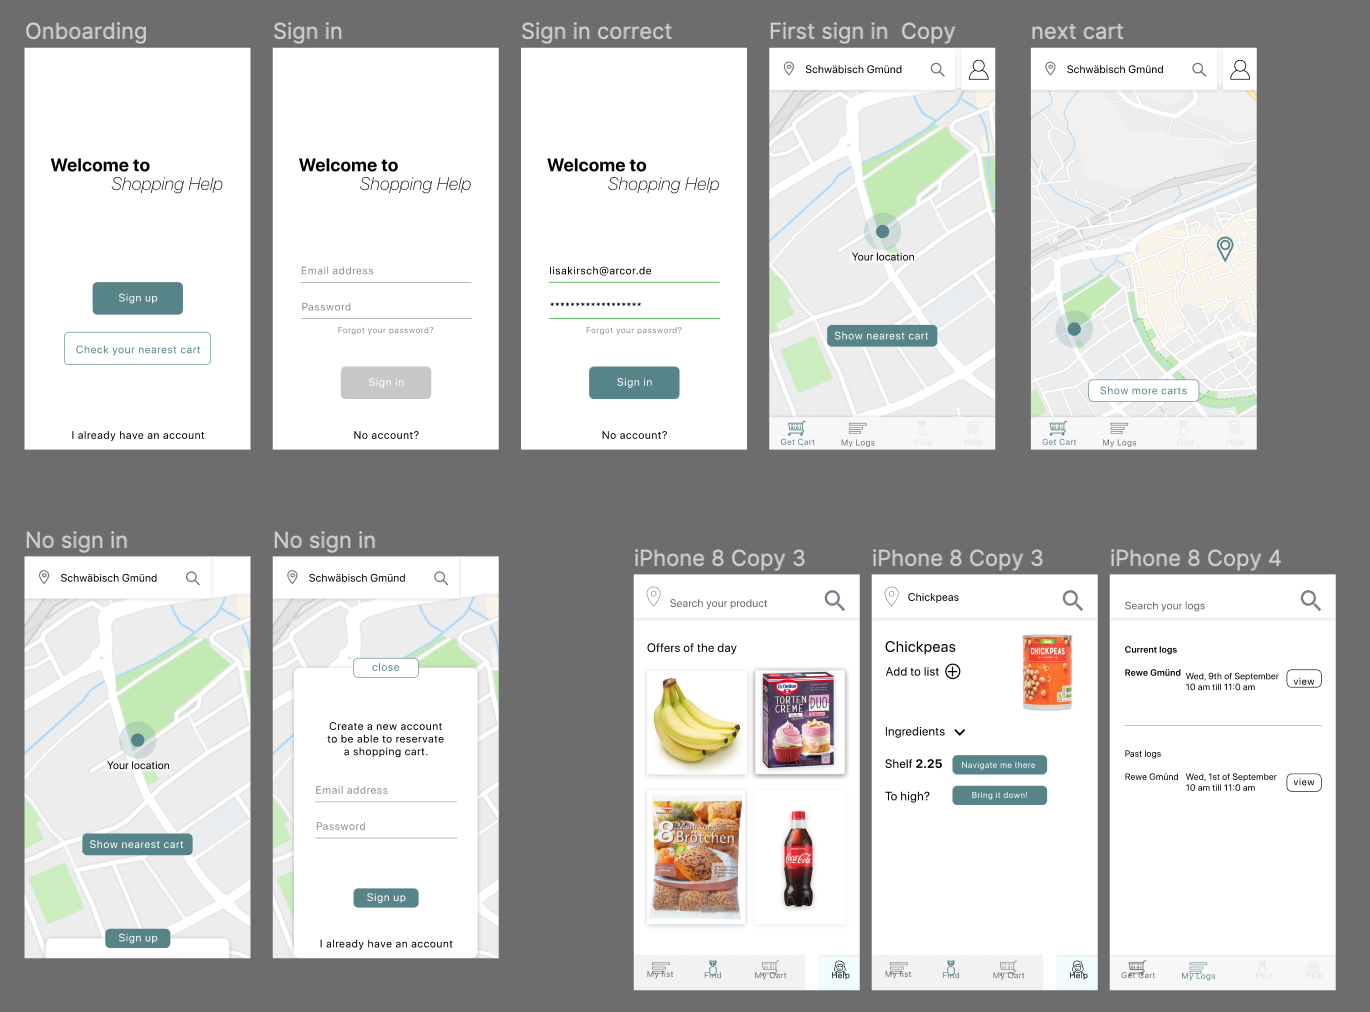 Onboarding
Welcome to
Shopping Help
Sign up
Check your nearest cart
I already have an account
Sign in
Welcome to
Shopping Help
Email address
Password
Forgot your password?
Sign in
No account?
Sign in correct
Welcome to
Shopping Help
lisakirsch@arcor.de
******************
Forgot your password?
Sign in
No account?
First sign in  Copy
Schwäbisch Gmünd
Your location
Show nearest cart
Get Cart
My Logs
Find
Help
next cart
Schwäbisch Gmünd
Show more carts
Get Cart
My Logs
Find
Help
No sign in
Schwäbisch Gmünd
Your location
Show nearest cart
Sign up
No sign in
Schwäbisch Gmünd
close
Create a new account
to be able to reservate
a shopping cart.
Email address
Password
Sign up
I already have an account
iPhone 8 Copy 3
Search your product
Offers of the day
Dr.Oetker
TORTEN
CREME
DUO
8 Mehrkorn
Brötchen
Coca-Cola
My list
Find
My Cart
Help
iPhone 8 Copy 3
Chickpeas
Chickpeas
CHICKPEAS
Add to list
Ingredients
Shelf 2.25
Navigate me there
To high?
Bring it down!
My list
Find
My Cart
Help
iPhone 8 Copy 4
Search your logs
Current logs
Rewe Gmünd
Wed, 9th of September
10 am till 11:0 am
view
Past logs
Rewe Gmünd
Wed, 1st of September
10 am till 11:0 am
view
Get Cart
My Logs
Find
Help